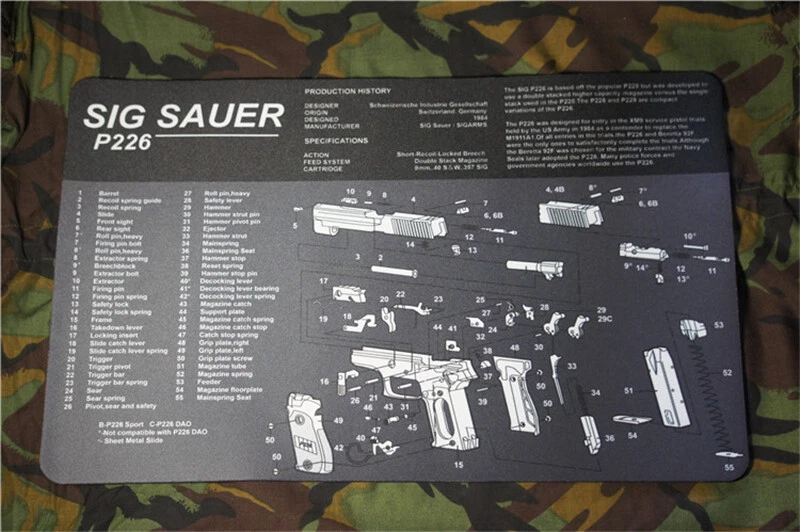 SIG SAUER
P226
PRODUCTION HISTORY
DESIGNER Schweizerische Industrie Gesellschaft
ORIGIN Switzerland, Germany
DESIGNED 1984
MANUFACTURER SIG Sauer / SIGARMS
SPECIFICATIONS
ACTION Short-Recoil-Locked Breech
FEED SYSTEM Double Stack Magazine
CARTRIDGE 9mm, 40 S&W, 357 SIG
The SIG P226 is based off the popular P220 but was developed to
use a double stacked higher capacity magazine versus the single
stack used in the P220. The P228 and P229 are compact
variations of the P226.
The P226 was designed for entry in the XM9 service pistol trials
held by the US Army in 1984 as a contender to replace the
M1911A1. Of all entries in the trials the P226 and Beretta 92F
were the only ones to satisfactorily complete the trials. Although
the Beretta 92F was chosen for the military contract the Navy
Seals later adopted the P226. Many police forces and
government agencies worldwide use the P226.
1 Barrel
2 Recoil spring guide
3 Recoil spring
4 Slide
5 Front sight
6 Rear sight
7* Roll pin,heavy
7 Firing pin bolt
8* Roll pin,heavy
8 Extractor spring
9* Breechblock
9 Extractor bolt
10 Extractor
11 Firing pin
12 Firing pin spring
13 Safety lock
14 Safety lock spring
15 Frame
16 Takedown lever
17 Locking insert
18 Slide catch lever
19 Slide catch lever spring
20 Trigger
21 Trigger pivot
22 Trigger bar
23 Trigger bar spring
24 Sear
25 Sear spring
26 Pivot,sear and safety
27 Roll pin,heavy
28 Safety lever
29 Hammer
30 Hammer strut pin
31 Hammer pivot pin
32 Ejector
33 Hammer strut
34 Mainspring
36 Mainspring Seat
37 Hammer stop
38 Reset spring
39 Hammer stop pin
40* Decocking lever
41* Decocking lever bearing
42* Decocking lever spring
43 Magazine catch
44 Support plate
45 Magazine catch spring
46 Magazine catch stop
47 Catch stop spring
48 Grip plate,right
49 Grip plate,left
50 Grip plate screw
51 Magazine tube
52 Magazine spring
53 Feeder
54 Magazine floorplate
55 Mainspring Seat
B-P226 Sport C-P226 DAO
*-Not compatible with P226 DAO
*- Sheet Metal Slide